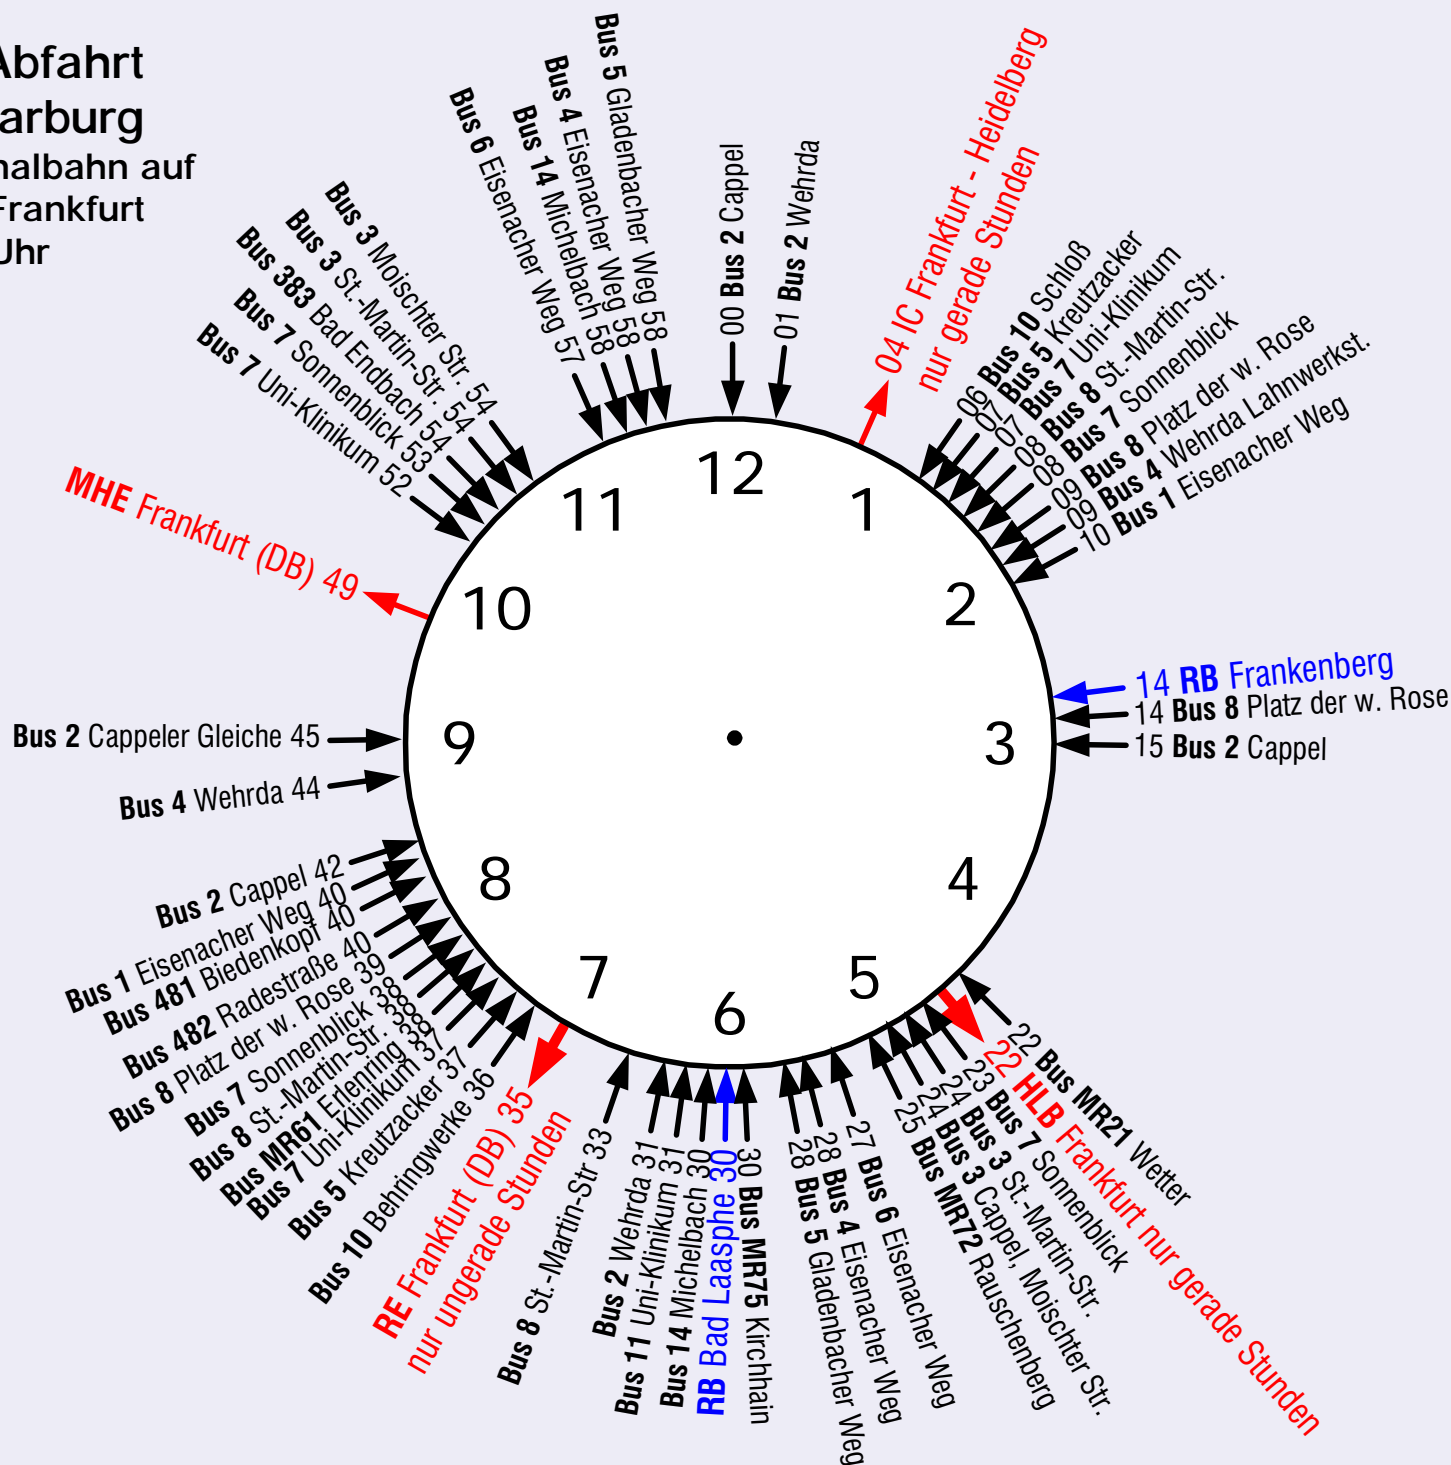 Abfahrt
arburg
nalbahn auf
Frankfurt
Uhr
00 Bus 2 Cappel
01 Bus 2 Wehrda
04 IC Frankfurt - Heidelberg
nur gerade Stunden
06 Bus 10 Schloß
07 Bus 5 Kreutzacker
07 Bus 7 Uni-Klinikum
08 Bus 8 St.-Martin-Str.
08 Bus 7 Sonnenblick
09 Bus 8 Platz der w. Rose
09 Bus 4 Wehrda Lahnwerkst.
10 Bus 1 Eisenacher Weg
14 RB Frankenberg
14 Bus 8 Platz der w. Rose
15 Bus 2 Cappel
22 Bus MR21 Wetter
22 HLB Frankfurt nur gerade Stunden
23 Bus 7 Sonnenblick
24 Bus 3 St.-Martin-Str.
24 Bus 3 Cappel, Moischter Str.
25 Bus MR72 Rauschenberg
27 Bus 6 Eisenacher Weg
28 Bus 4 Eisenacher Weg
28 Bus 5 Gladenbacher Weg
30 Bus MR75 Kirchhain
RB Bad Laasphe 30
Bus 14 Michelbach 30
Bus 11 Uni-Klinikum 31
Bus 2 Wehrda 31
Bus 8 St.-Martin-Str 33
RE Frankfurt (DB) 35
nur ungerade Stunden
Bus 10 Behringwerke 36
Bus 5 Kreutzacker 37
Bus 7 Uni-Klinikum 37
Bus MR61 Erlenring 38
Bus 8 St.-Martin-Str. 38
Bus 7 Sonnenblick 38
Bus 8 Platz der w. Rose 39
Bus 482 Radestraße 40
Bus 481 Biedenkopf 40
Bus 1 Eisenacher Weg 40
Bus 2 Cappel 42
Bus 4 Wehrda 44
Bus 2 Cappeler Gleiche 45
MHE Frankfurt (DB) 49
Bus 7 Uni-Klinikum 52
Bus 7 Sonnenblick 53
Bus 383 Bad Endbach 54
Bus 3 St.-Martin-Str. 54
Bus 3 Moischter Str. 54
Bus 6 Eisenacher Weg 57
Bus 14 Michelbach 58
Bus 4 Eisenacher Weg 58
Bus 5 Gladenbacher Weg 58
12
1
2
3
4
5
6
7
8
9
10
11